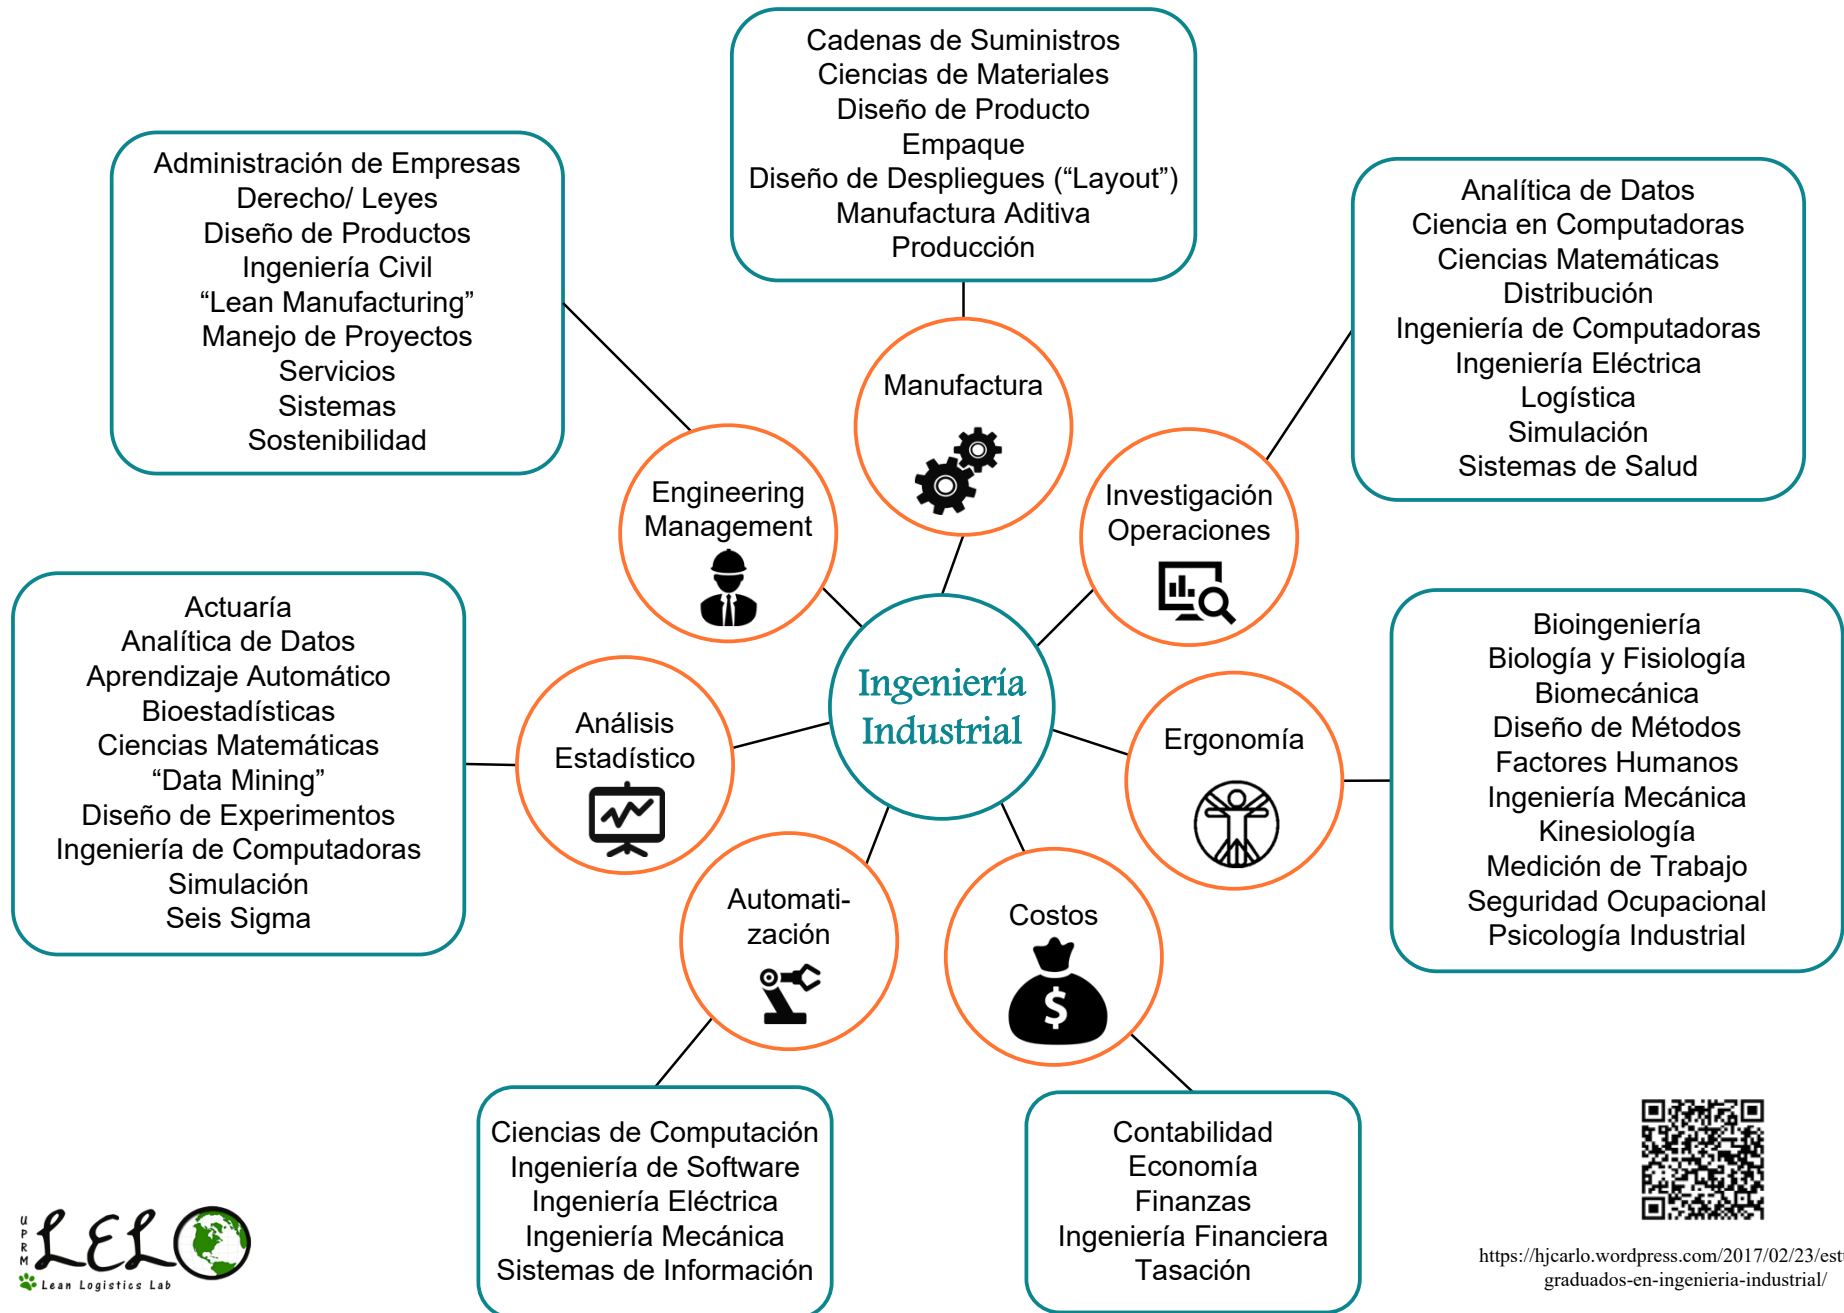 Cadenas de Suministros
Ciencias de Materiales
Diseño de Producto
Empaque
Diseño de Despliegues (“Layout”)
Manufactura Aditiva
Producción
Administración de Empresas
Derecho/ Leyes
Diseño de Productos
Ingeniería Civil
“Lean Manufacturing”
Manejo de Proyectos
Servicios
Sistemas
Sostenibilidad
Analítica de Datos
Ciencia en Computadoras
Ciencias Matemáticas
Distribución
Ingeniería de Computadoras
Ingeniería Eléctrica
Logística
Simulación
Sistemas de Salud
Manufactura
Engineering
Management
Investigación
Operaciones
Ingeniería
Industrial
Actuaría
Analítica de Datos
Aprendizaje Automático
Bioestadísticas
Ciencias Matemáticas
“Data Mining”
Diseño de Experimentos
Ingeniería de Computadoras
Simulación
Seis Sigma
Análisis
Estadístico
Ergonomía
Bioingeniería
Biología y Fisiología
Biomecánica
Diseño de Métodos
Factores Humanos
Ingeniería Mecánica
Kinesiología
Medición de Trabajo
Seguridad Ocupacional
Psicología Industrial
Automati-
zación
Costos
$
Ciencias de Computación
Ingeniería de Software
Ingeniería Eléctrica
Ingeniería Mecánica
Sistemas de Información
Contabilidad
Economía
Finanzas
Ingeniería Financiera
Tasación
UPRM
LEL
Lean Logistics Lab
https://hjcarlo.wordpress.com/2017/02/23/est
graduados-en-ingenieria-industrial/